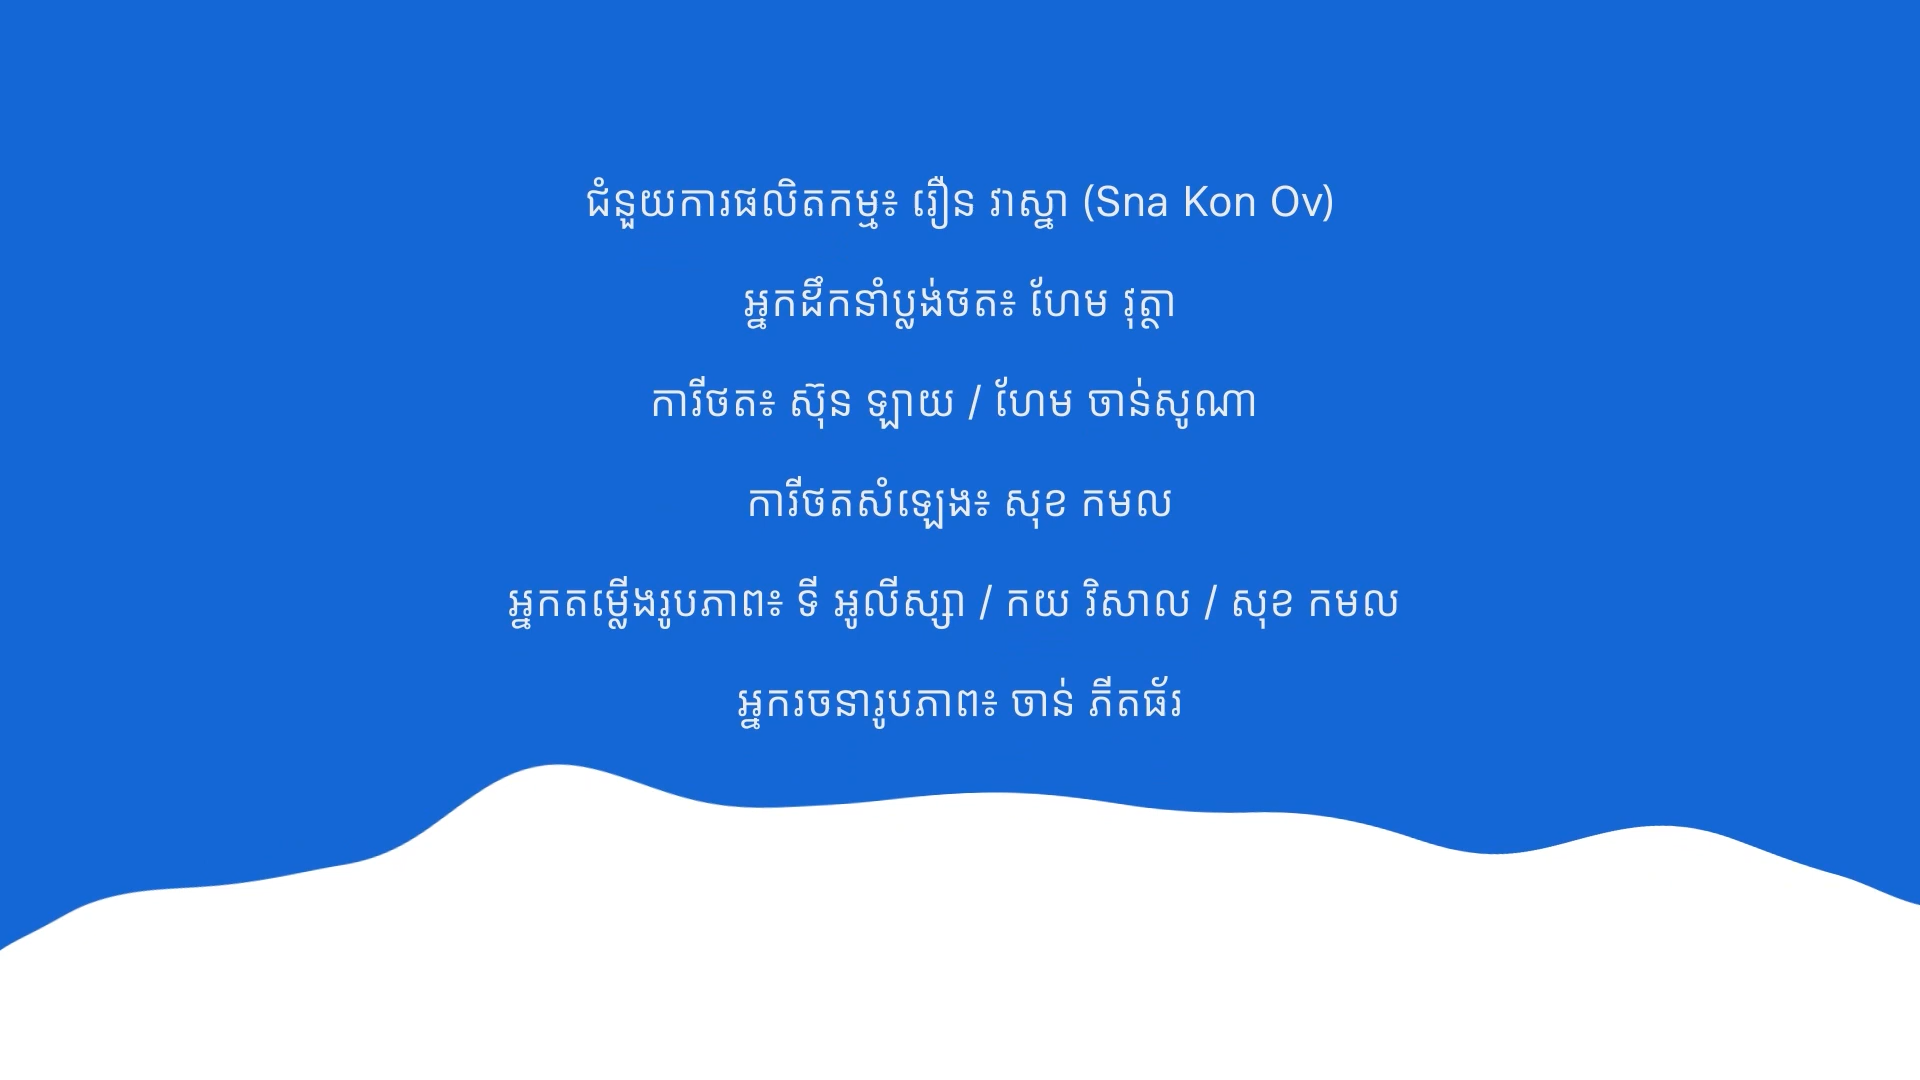 ជំនួយការផលិតកម្ម៖ រឿន វាស្នា (Sna Kon Ov)
អ្នកដឹកនាំប្លង់ថត៖ ហែម វុត្ថា
ការីថត៖ ស៊ុន ឡាយ / ហែម ចាន់សូណា
ការីថតសំឡេង៖ សុខ កមល
អ្នកតម្លើងរូបភាព៖ ទី អូលីស្សា / កយ វិសាល / សុខ កមល
អ្នករចនារូបភាព៖ ចាន់ ភីតធ័រ